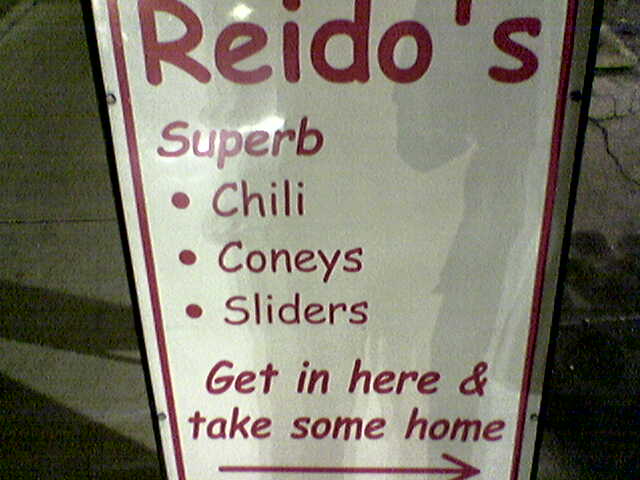 Reido's
Superb
• Chili
• Coneys
• Sliders
Get in here &
take some home